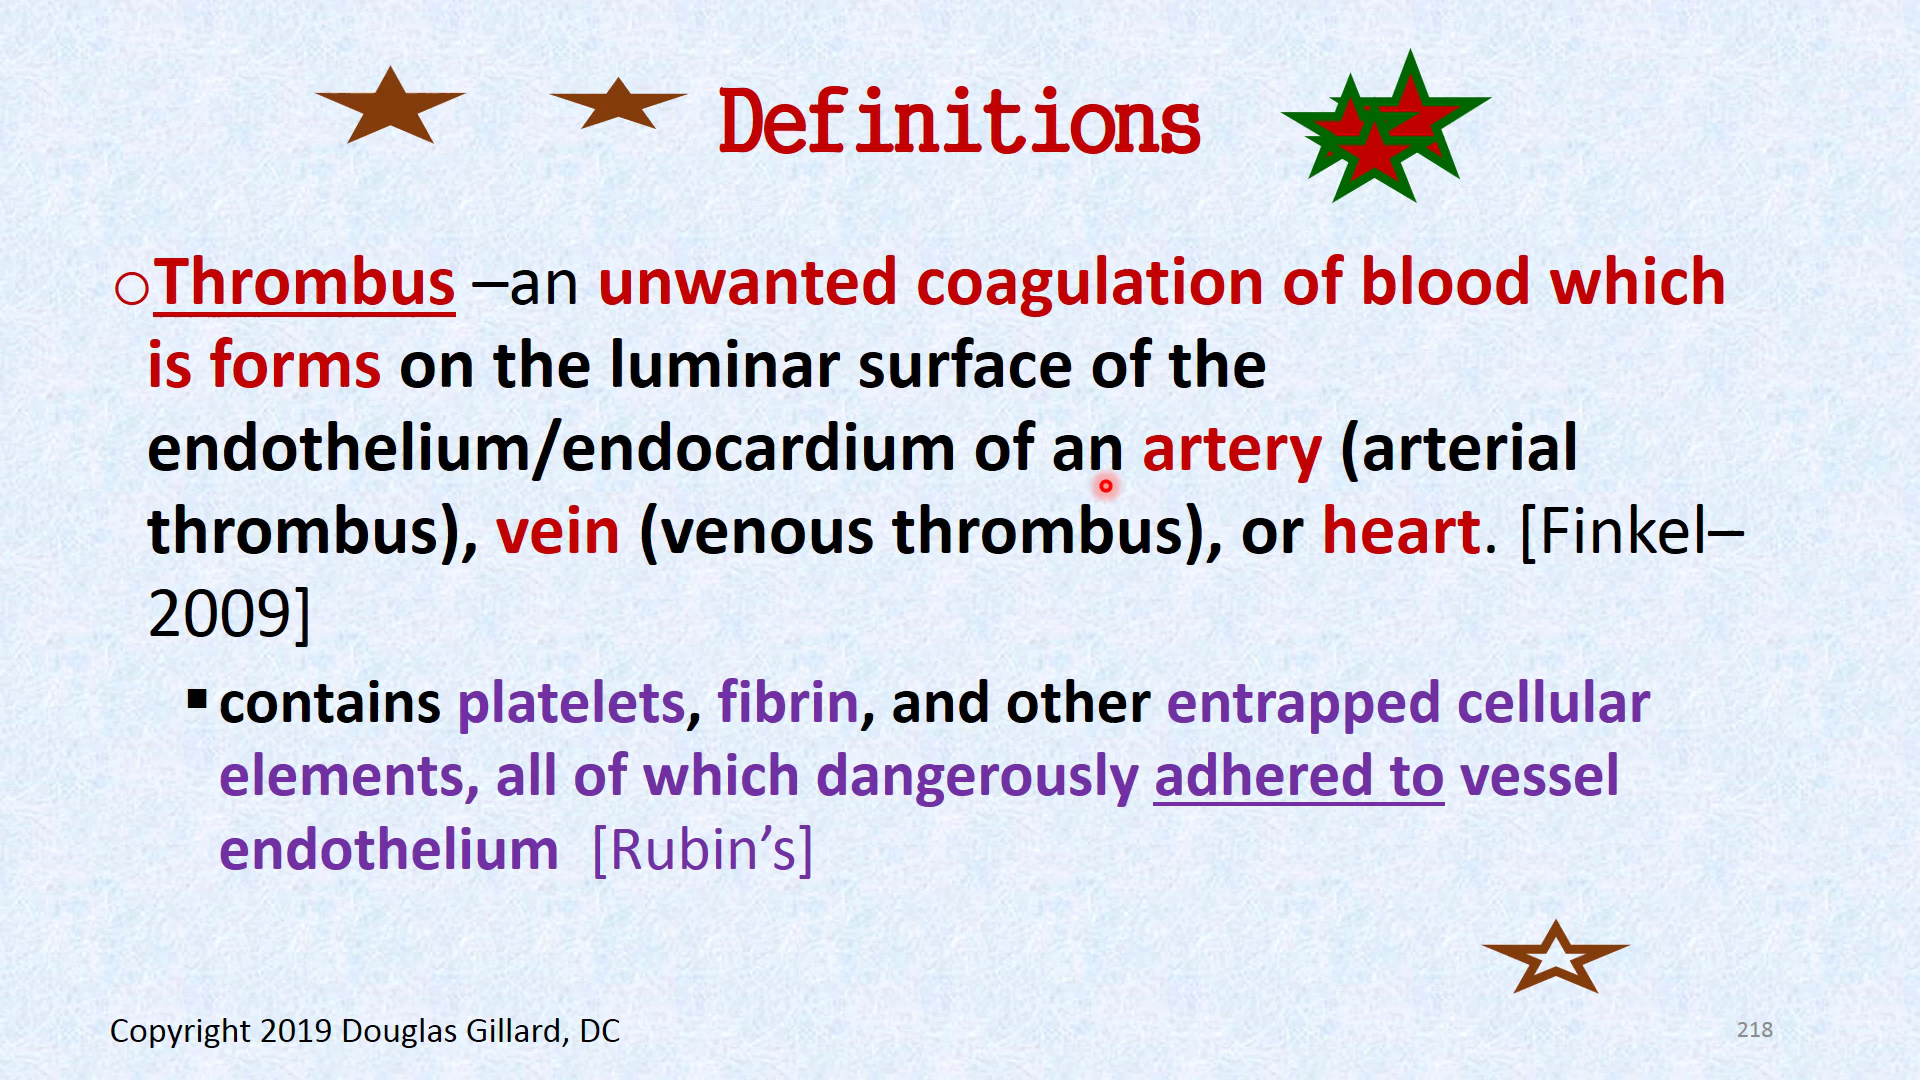 Definitions
○Thrombus –an unwanted coagulation of blood which
is forms on the luminar surface of the
endothelium/endocardium of an artery (arterial
thrombus), vein (venous thrombus), or heart. [Finkel–
2009]
▪ contains platelets, fibrin, and other entrapped cellular
elements, all of which dangerously adhered to vessel
endothelium [Rubin’s]
Copyright 2019 Douglas Gillard, DC
218